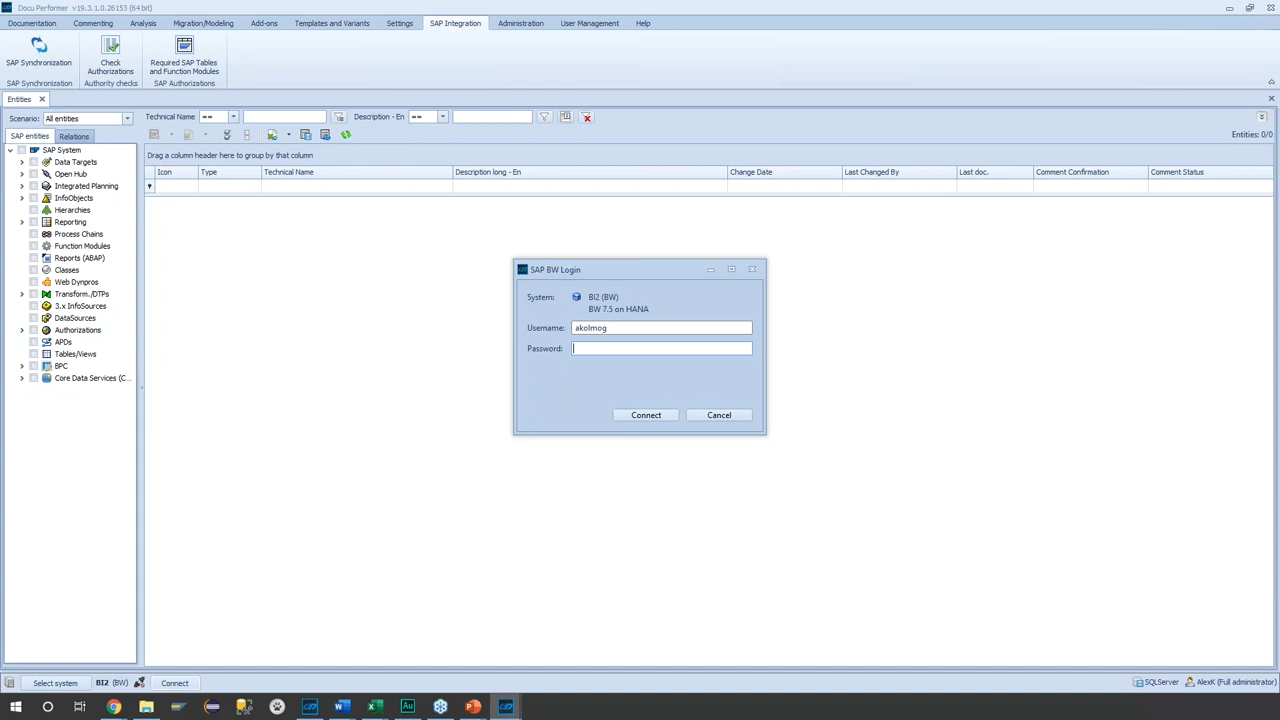 Docu Performer v19.3.1.0.26153 (64 bit)
Documentation Commenting Analysis Migration/Modeling Add-ons Templates and Variants Settings SAP Integration Administration User Management Help
SAP Synchronization
Check Authorizations
Required SAP Tables and Function Modules
SAP Synchronization Authority checks SAP Authorizations
Entities
Scenario: All entities
Technical Name ==
Description - En ==
SAP entities Relations
Entities: 0/0
Drag a column header here to group by that column
Icon Type Technical Name Description long - En Change Date Last Changed By Last doc. Comment Confirmation Comment Status
SAP System
Data Targets
Open Hub
Integrated Planning
InfoObjects
Hierarchies
Reporting
Process Chains
Function Modules
Reports (ABAP)
Classes
Web Dynpros
Transform./DTPs
3.x InfoSources
DataSources
Authorizations
APDs
Tables/Views
BPC
Core Data Services (C...
SAP BW Login
System: BI2 (BW)
BW 7.5 on HANA
Username: akolmog
Password:
Connect Cancel
Select system BI2 (BW) Connect SQLServer AlexK (Full administrator)